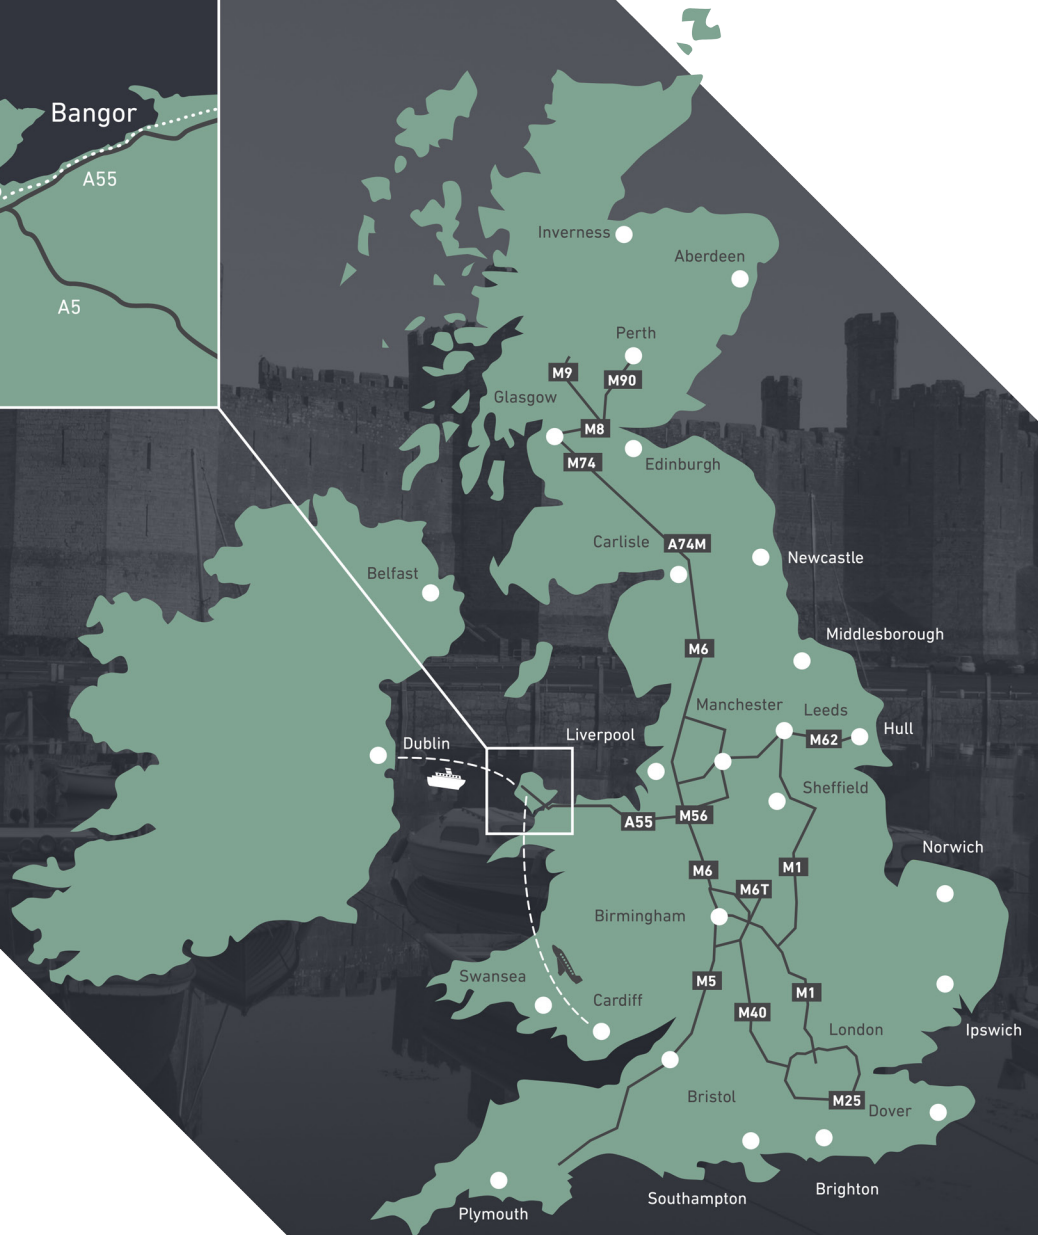 Bangor
A55
A5
Inverness
Aberdeen
Perth
M9
M90
Glasgow
M8
M74
Edinburgh
Carlisle
A74M
Newcastle
Belfast
Middlesborough
M6
Manchester
Leeds
Liverpool
M62
Hull
Dublin
Sheffield
A55
M56
Norwich
M6
M1
M6T
Birmingham
Swansea
M5
M1
Cardiff
M40
London
Ipswich
Bristol
M25
Dover
Southampton
Brighton
Plymouth